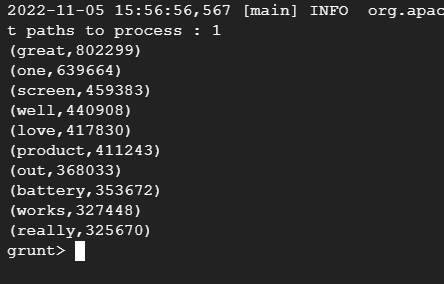 2022-11-05 15:56:56,567 [main] INFO  org.apac
t paths to process : 1
(great,802299)
(one,639664)
(screen,459383)
(well,440908)
(love,417830)
(product,411243)
(out,368033)
(battery,353672)
(works,327448)
(really,325670)
grunt>